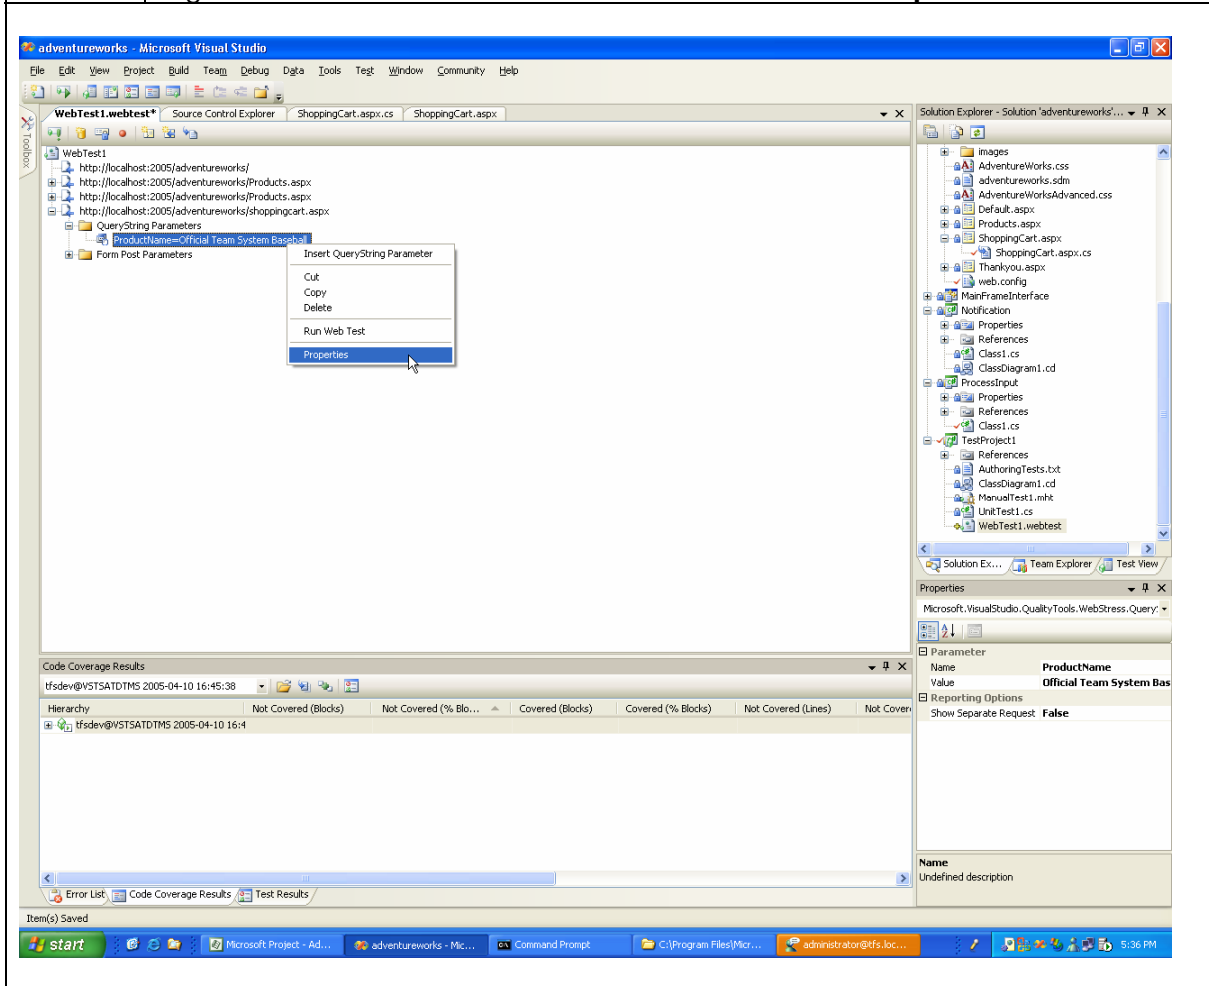 adventureworks - Microsoft Visual Studio
File Edit View Project Build Team Debug Data Tools Test Window Community Help
WebTest1.webtest* Source Control Explorer ShoppingCart.aspx.cs ShoppingCart.aspx
Toolbox
WebTest1
http://localhost:2005/adventureworks/
http://localhost:2005/adventureworks/Products.aspx
http://localhost:2005/adventureworks/Products.aspx
http://localhost:2005/adventureworks/shoppingcart.aspx
QueryString Parameters
ProductName=Official Team System Baseball
Form Post Parameters
Insert QueryString Parameter
Cut
Copy
Delete
Run Web Test
Properties
Solution Explorer - Solution 'adventureworks'...
images
AdventureWorks.css
adventureworks.sdm
AdventureWorksAdvanced.css
Default.aspx
Products.aspx
ShoppingCart.aspx
ShoppingCart.aspx.cs
Thankyou.aspx
web.config
MainFrameInterface
Notification
Properties
References
Class1.cs
ClassDiagram1.cd
ProcessInput
Properties
References
Class1.cs
TestProject1
References
AuthoringTests.txt
ClassDiagram1.cd
ManualTest1.mht
UnitTest1.cs
WebTest1.webtest
Solution Ex... Team Explorer Test View
Properties
Microsoft.VisualStudio.QualityTools.WebStress.Query:
Parameter
Name ProductName
Value Official Team System Bas
Reporting Options
Show Separate Request False
Name
Undefined description
Code Coverage Results
tfsdev@VSTSATDTMS 2005-04-10 16:45:38
Hierarchy Not Covered (Blocks) Not Covered (% Blo... Covered (Blocks) Covered (% Blocks) Not Covered (Lines) Not Cover
tfsdev@VSTSATDTMS 2005-04-10 16:4
Error List Code Coverage Results Test Results
Item(s) Saved
start Microsoft Project - Ad... adventureworks - Mic... Command Prompt C:\Program Files\Micr... administrator@tfs.loc... 5:36 PM